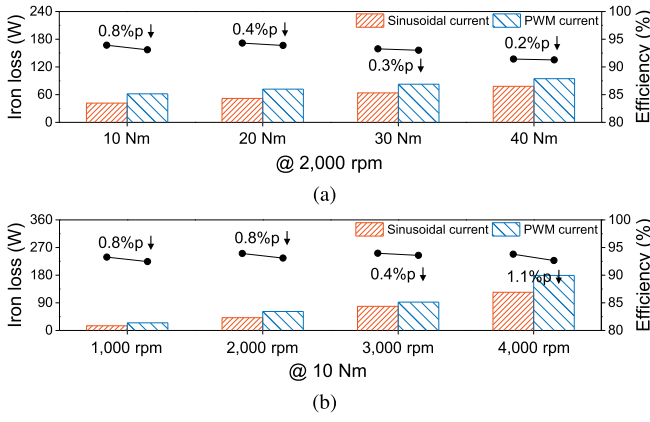 240
180
120
60
0
Iron loss (W)
0.8%p ↓
0.4%p ↓
0.3%p ↓
0.2%p ↓
Sinusoidal current
PWM current
100
95
90
85
80
Efficiency (%)
10 Nm
20 Nm
30 Nm
40 Nm
@ 2,000 rpm
(a)
360
270
180
90
0
Iron loss (W)
0.8%p ↓
0.8%p ↓
0.4%p ↓
1.1%p ↓
Sinusoidal current
PWM current
100
95
90
85
80
Efficiency (%)
1,000 rpm
2,000 rpm
3,000 rpm
4,000 rpm
@ 10 Nm
(b)